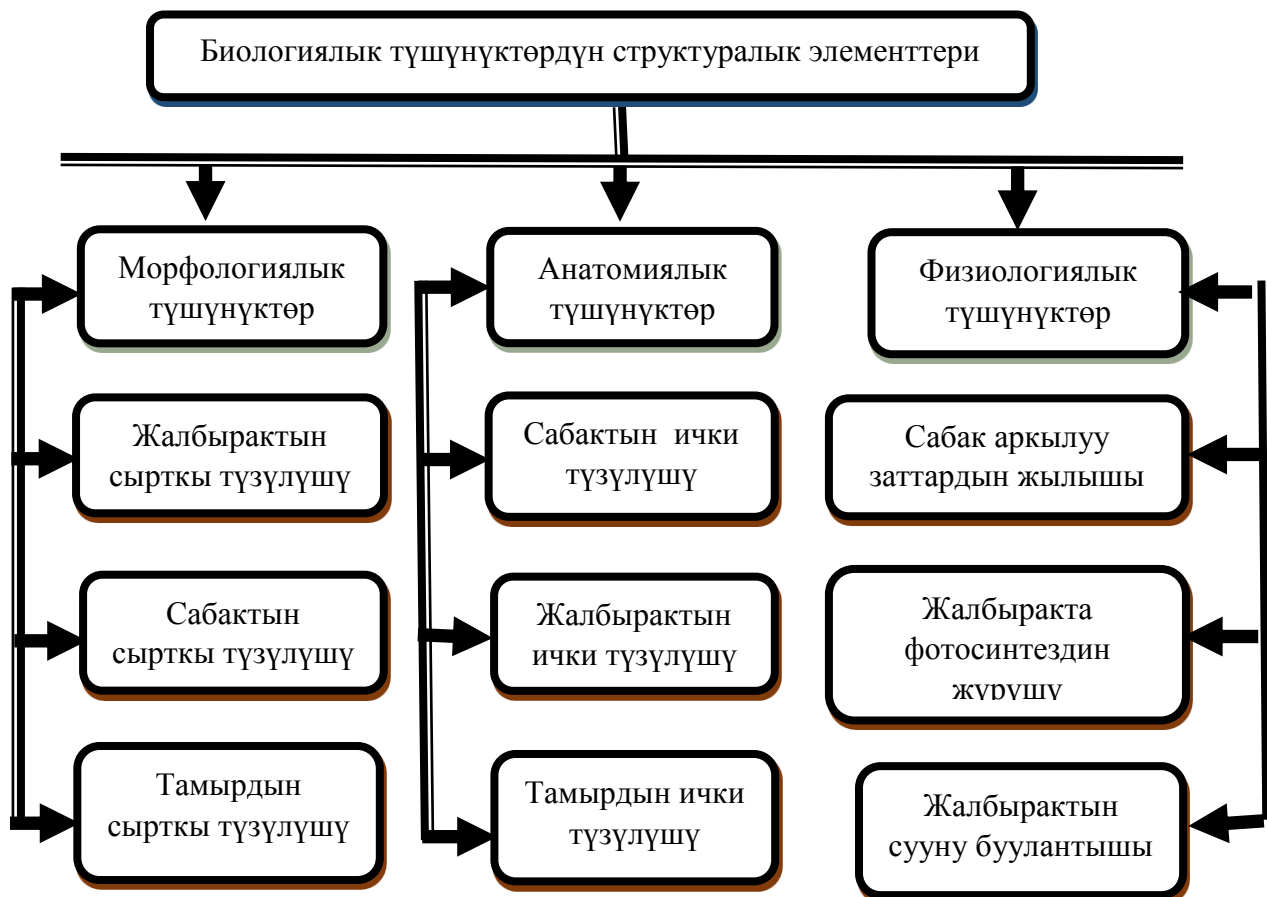 Биологиялык түшүнүктөрдүн структуралык элементтери
Морфологиялык
түшүнүктөр
Жалбырактын
сырткы түзүлүшү
Сабактын
сырткы түзүлүшү
Тамырдын
сырткы түзүлүшү
Анатомиялык
түшүнүктөр
Сабактын ички
түзүлүшү
Жалбырактын
ички түзүлүшү
Тамырдын ички
түзүлүшү
Физиологиялык
түшүнүктөр
Сабак аркылуу
заттардын жылышы
Жалбыракта
фотосинтездин
жүрүшү
Жалбырактын
сууну буулантышы